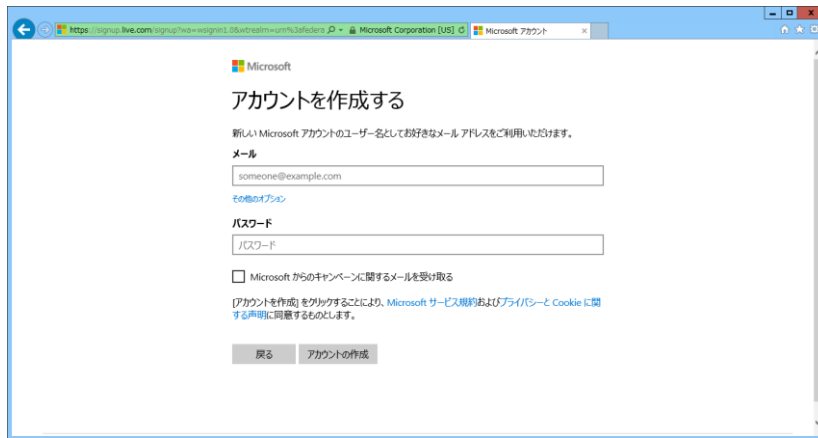 https://signup.live.com/signup?wa=wsignin1.0&wtrealm=urn%3afedera
Microsoft Corporation [US]
Microsoft アカウント
Microsoft
アカウントを作成する
新しい Microsoft アカウントのユーザー名としてお好きなメール アドレスをご利用いただけます。
メール
someone@example.com
その他のオプション
パスワード
パスワード
Microsoft からのキャンペーンに関するメールを受け取る
[アカウントを作成] をクリックすることにより、Microsoft サービス規約およびプライバシーと Cookie に関
する声明に同意するものとします。
戻る
アカウントの作成